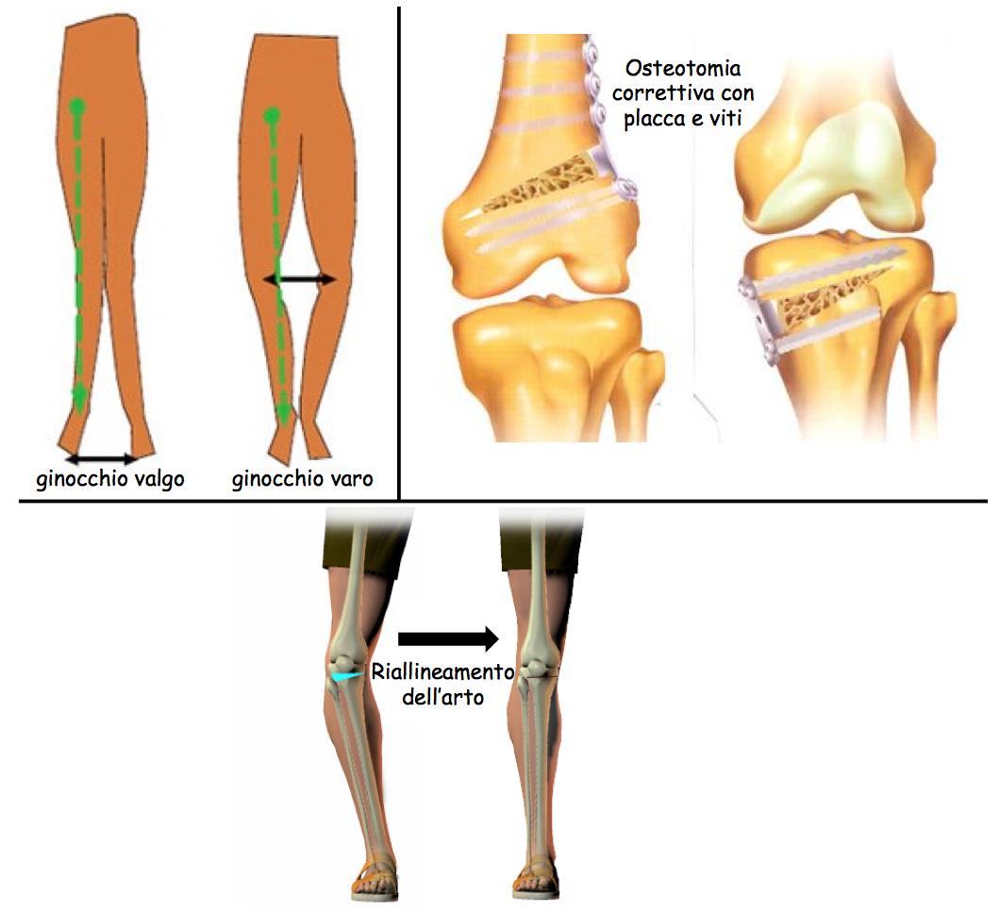 Osteotomia
correttiva con
placca e viti
ginocchio valgo
ginocchio varo
Riallineamento
dell'arto